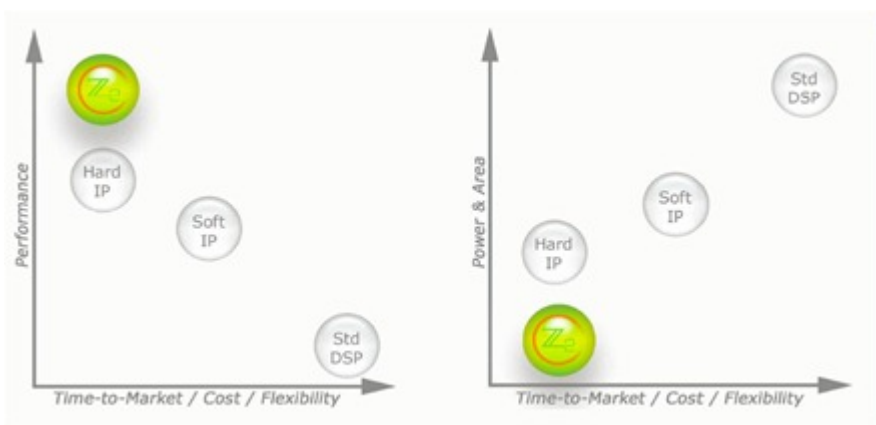 Performance
Hard
IP
Soft
IP
Std
DSP
Time-to-Market / Cost / Flexibility
Power & Area
Std
DSP
Soft
IP
Hard
IP
Time-to-Market / Cost / Flexibility